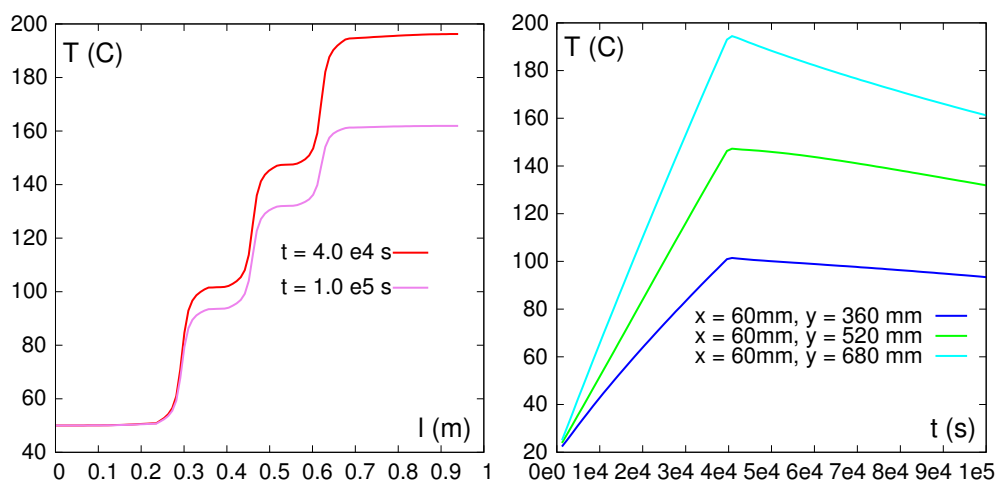 200
180
160
140
120
100
80
60
40
T (C)
t = 4.0 e4 s
t = 1.0 e5 s
l (m)
0 0.1 0.2 0.3 0.4 0.5 0.6 0.7 0.8 0.9 1
200
180
160
140
120
100
80
60
40
20
T (C)
x = 60mm, y = 360 mm
x = 60mm, y = 520 mm
x = 60mm, y = 680 mm
t (s)
0e0 1e4 2e4 3e4 4e4 5e4 6e4 7e4 8e4 9e4 1e5